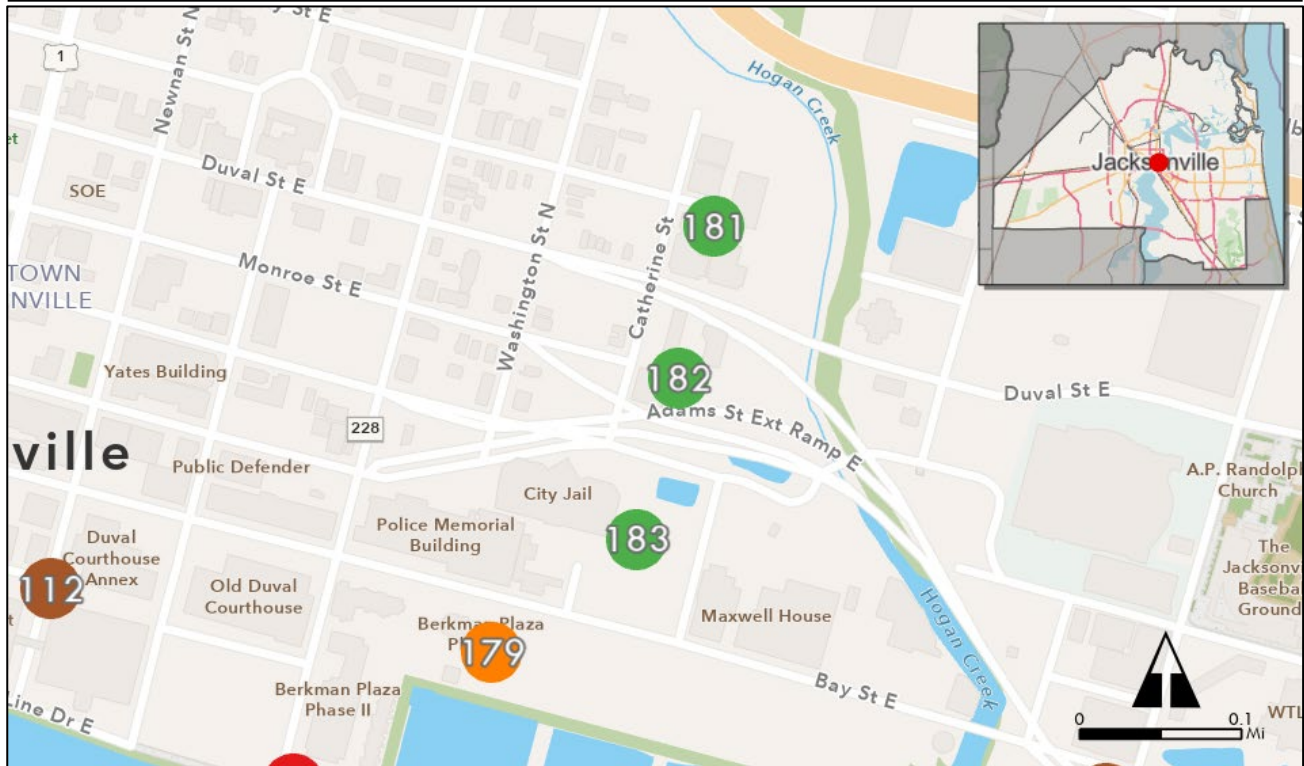 y St E
1
Newnan St N
Hogan Creek
Jacksonville
et
Duval St E
SOE
181
Washington St N
Catherine St
Monroe St E
TOWN
NVILLE
Yates Building
182
Duval St E
Adams St Ext Ramp E
228
ville
Public Defender
City Jail
A.P. Randolp
Church
Police Memorial
Building
183
Duval
Courthouse
Annex
112
Old Duval
Courthouse
The
Jacksonvi
Baseba
Ground
Maxwell House
Berkman Plaza
179
Hogan Creek
Bay St E
Berkman Plaza
Phase II
Line Dr E
0
0.1
Mi
WTL